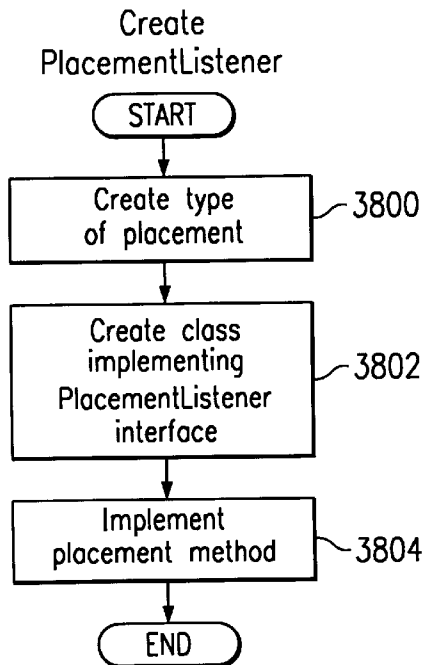 Create
PlacementListener
START
Create type
of placement
3800
Create class
implementing
PlacementListener
interface
3802
Implement
placement method
3804
END